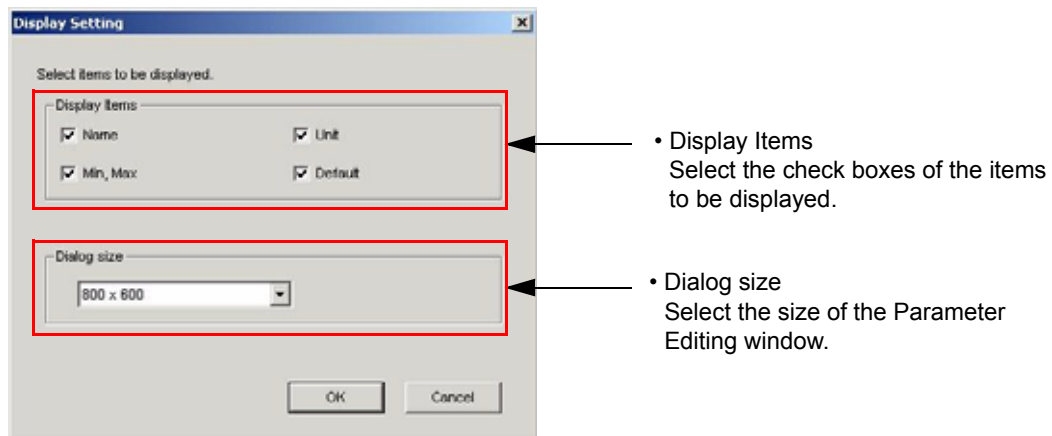 Display Setting
Select items to be displayed.
Display Items
Name
Unit
Min, Max
Default
• Display Items
Select the check boxes of the items
to be displayed.
Dialog size
800 x 600
• Dialog size
Select the size of the Parameter
Editing window.
OK
Cancel